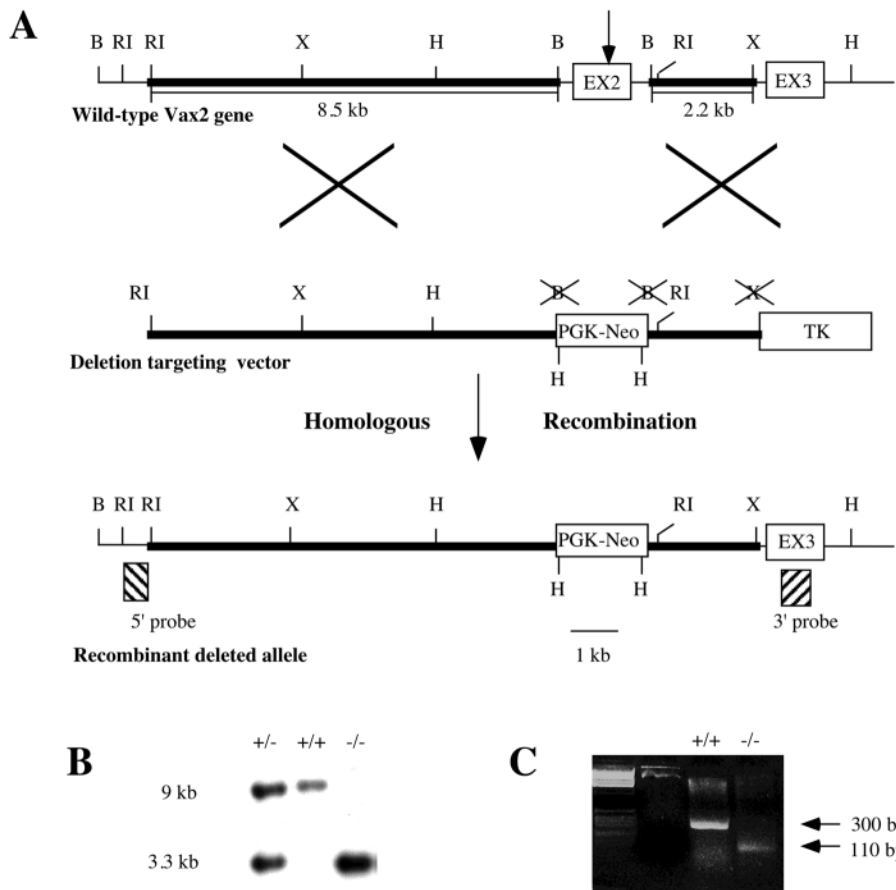 A
B RI RI X H B B RI X H
EX2 EX3
8.5 kb 2.2 kb
Wild-type Vax2 gene
RI X H B B RI X
PGK-Neo TK
H H
Deletion targeting vector
Homologous Recombination
B RI RI X H RI X H
PGK-Neo EX3
H H
5' probe 3' probe
1 kb
Recombinant deleted allele
B
+/- +/+ -/-
9 kb
3.3 kb
C
+/+ -/-
300 b
110 b